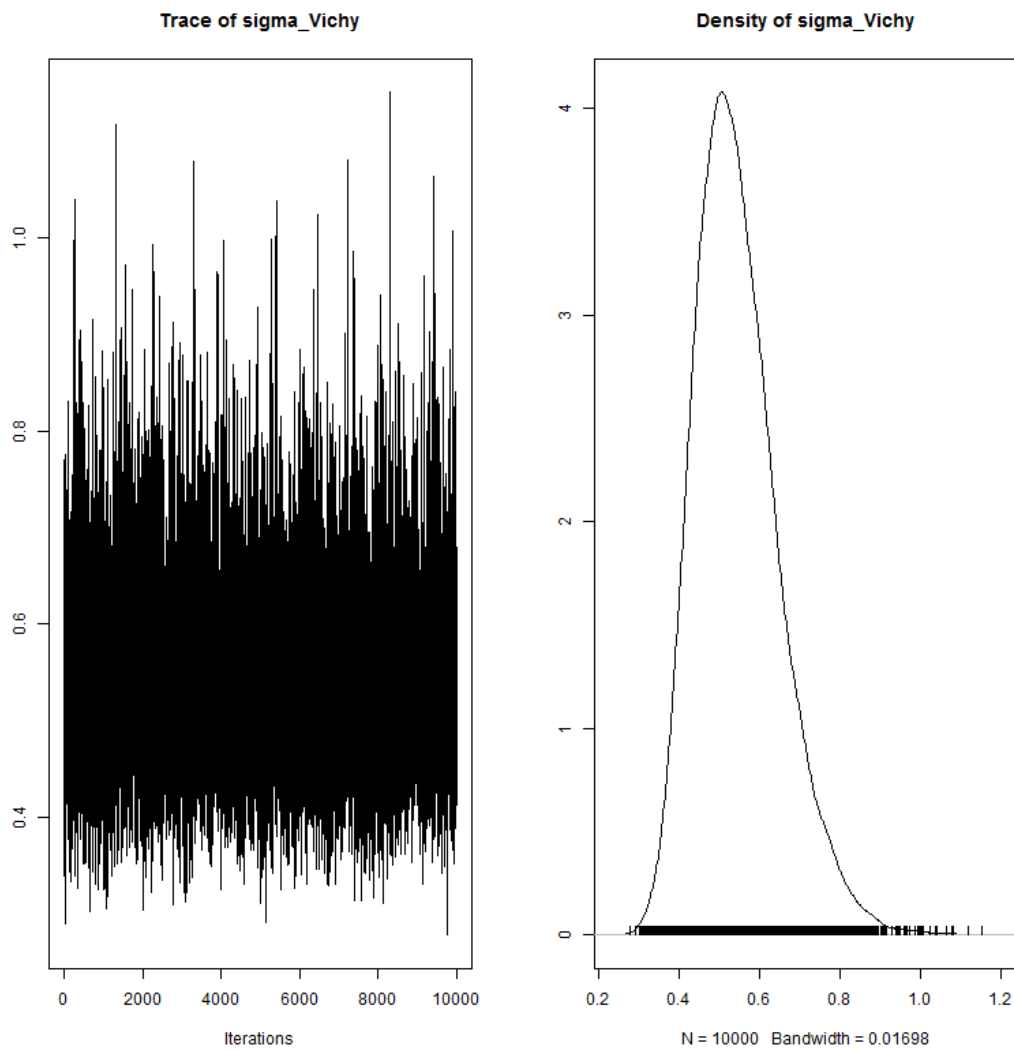 Trace of sigma_Vichy
1.0
0.8
0.6
0.4
0 2000 4000 6000 8000 10000
Iterations
Density of sigma_Vichy
4
3
2
1
0
0.2 0.4 0.6 0.8 1.0 1.2
N = 10000 Bandwidth = 0.01698